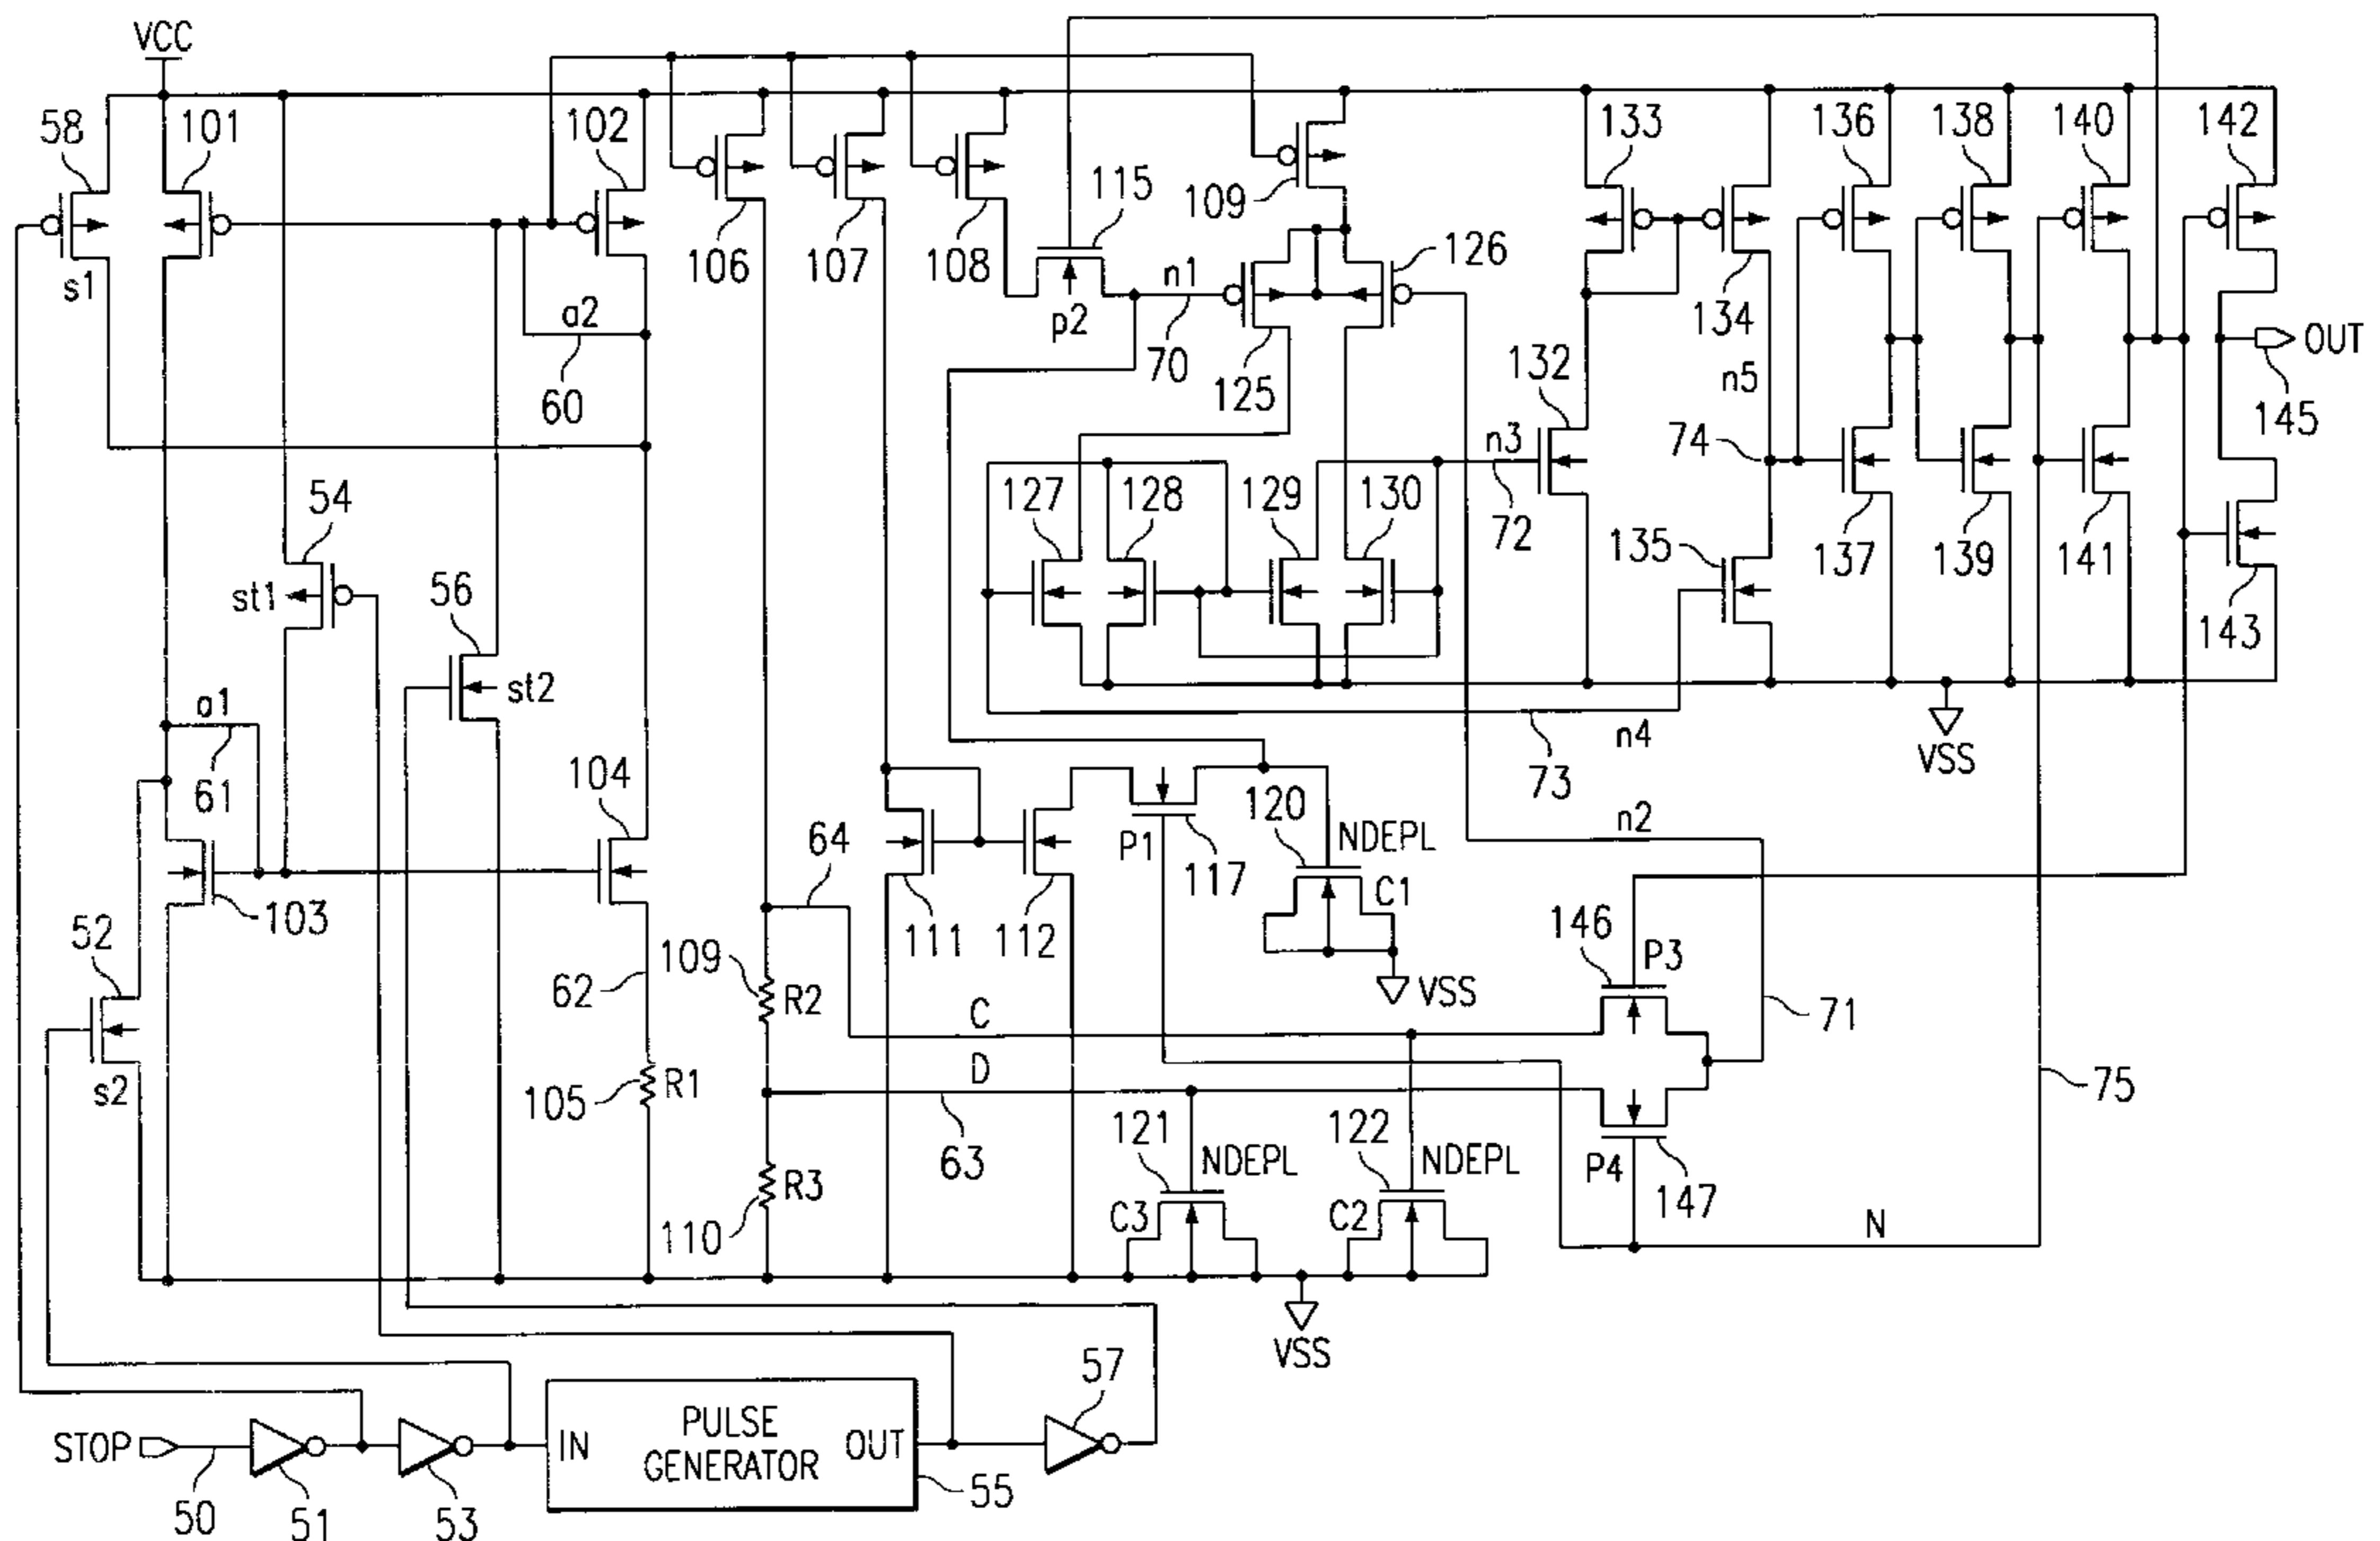 VCC
58
101
102
133
136
138
140
142
115
109
106
107
108
126
s1
a2
n1
p2
70
125
134
OUT
60
132
n5
145
n3
74
54
127
128
129
130
72
135
137
139
141
143
st1
56
st2
a1
n4
VSS
61
104
73
120
NDEPL
n2
64
P1
117
C1
103
111
112
146
P3
52
109
62
R2
C
VSS
71
D
s2
105
R1
75
121
122
63
NDEPL
NDEPL
P4
R3
147
110
C3
C2
N
VSS
57
PULSE
GENERATOR
STOP
IN
OUT
50
51
53
55